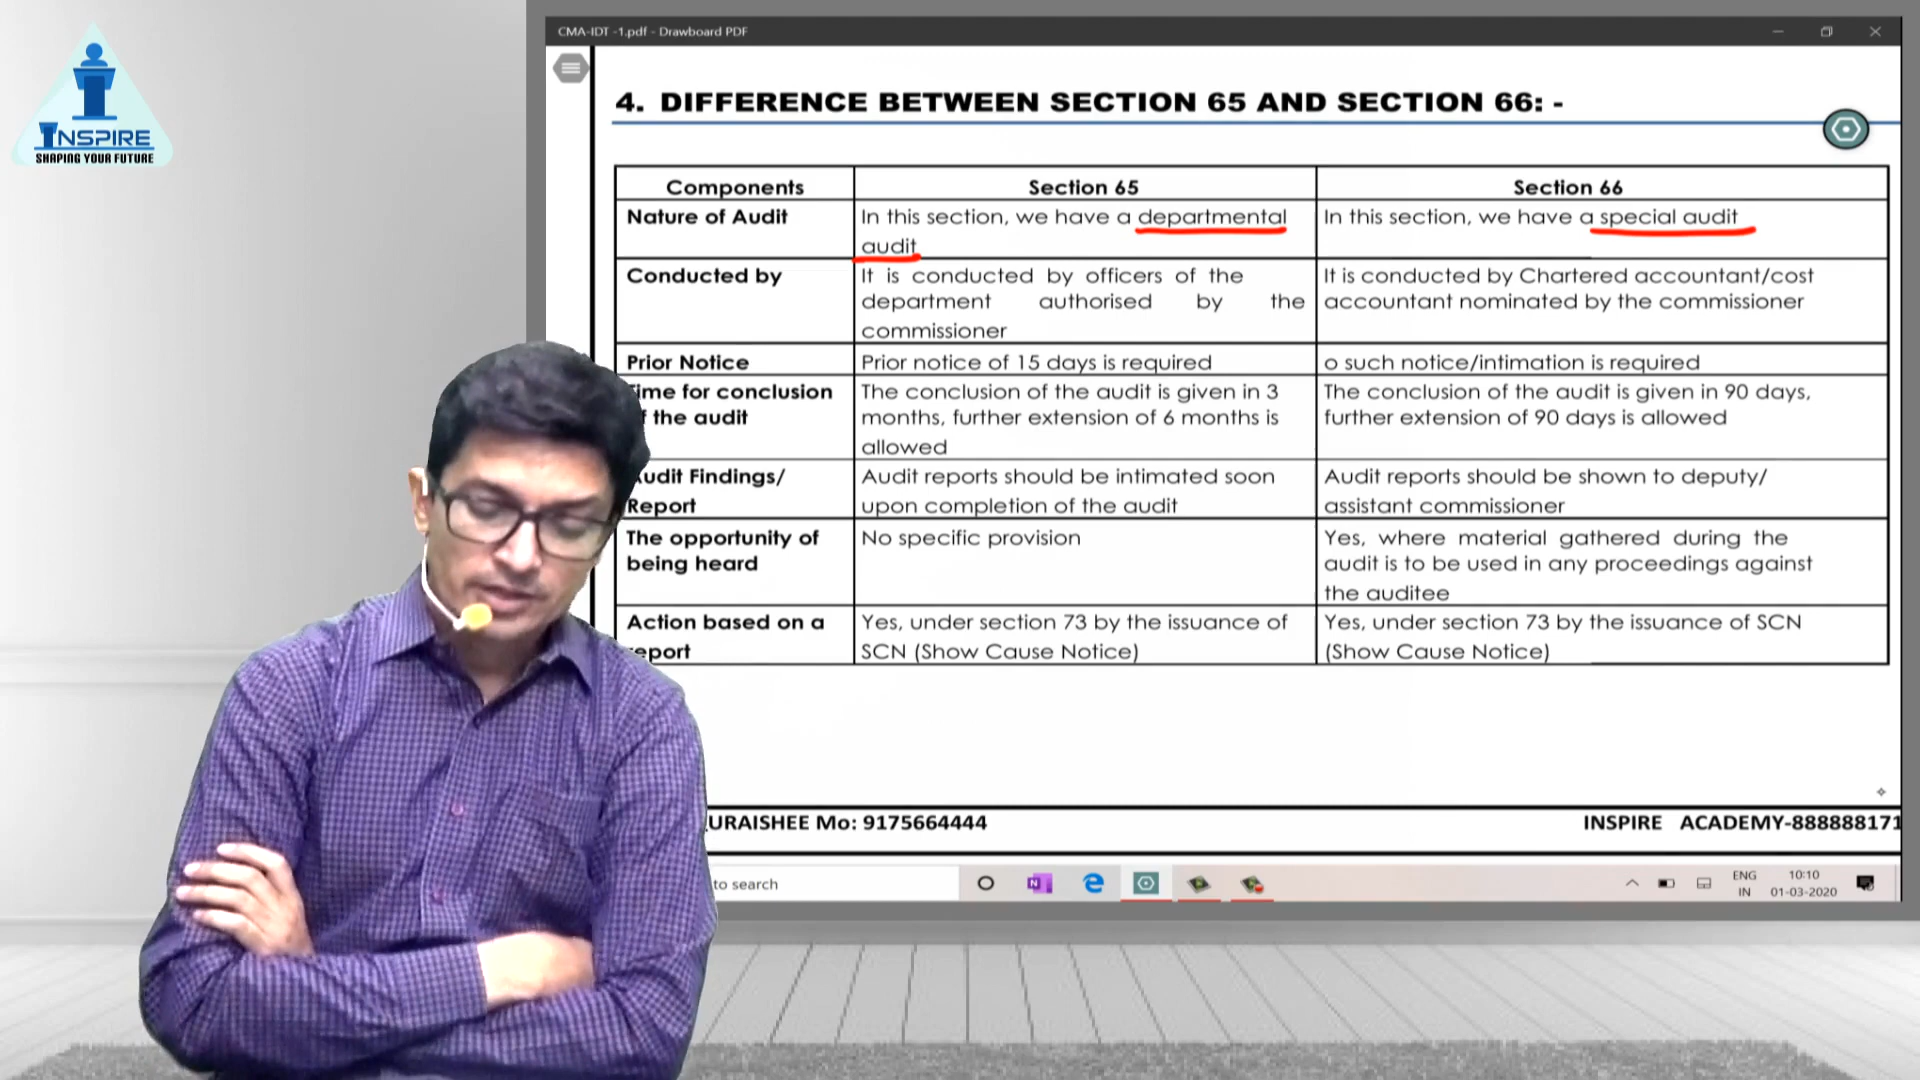 INSPIRE
SHAPING YOUR FUTURE
CMA-IDT -1.pdf - Drawboard PDF
4. DIFFERENCE BETWEEN SECTION 65 AND SECTION 66: -
Components
Section 65
Section 66
Nature of Audit
In this section, we have a departmental
audit
In this section, we have a special audit
Conducted by
It is conducted by officers of the
department authorised by the
commissioner
It is conducted by Chartered accountant/cost
accountant nominated by the commissioner
Prior Notice
Prior notice of 15 days is required
o such notice/intimation is required
ime for conclusion
f the audit
The conclusion of the audit is given in 3
months, further extension of 6 months is
allowed
The conclusion of the audit is given in 90 days,
further extension of 90 days is allowed
udit Findings/
Report
Audit reports should be intimated soon
upon completion of the audit
Audit reports should be shown to deputy/
assistant commissioner
The opportunity of
being heard
No specific provision
Yes, where material gathered during the
audit is to be used in any proceedings against
the auditee
Action based on a
eport
Yes, under section 73 by the issuance of
SCN (Show Cause Notice)
Yes, under section 73 by the issuance of SCN
(Show Cause Notice)
URAISHEE Mo: 9175664444
INSPIRE ACADEMY-888888171
to search
ENG
IN
10:10
01-03-2020